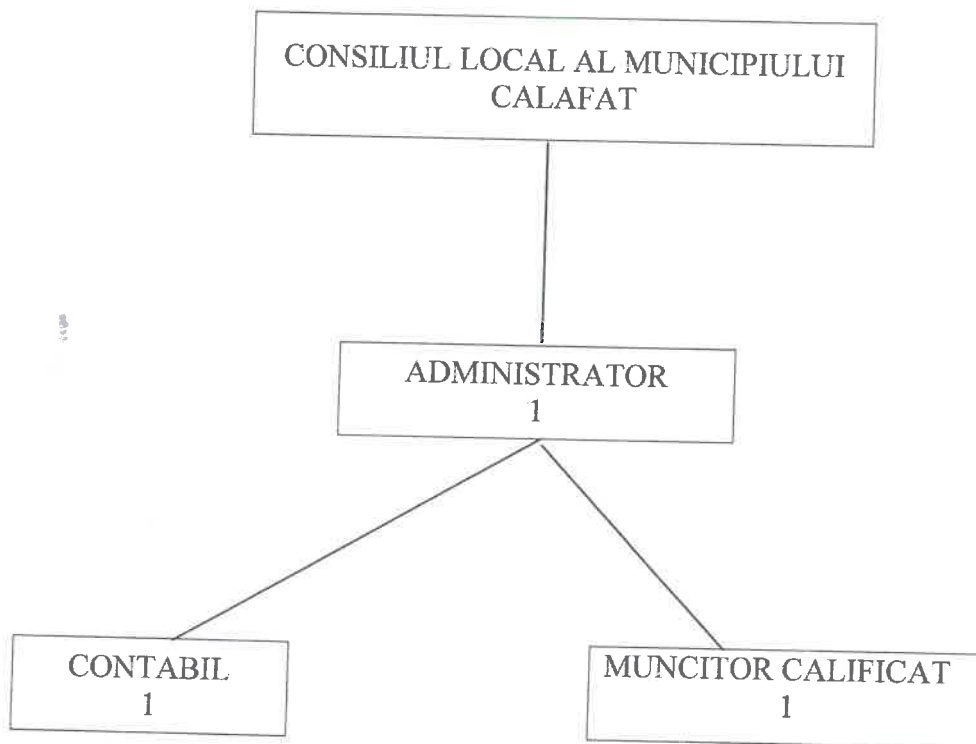 CONSILIUL LOCAL AL MUNICIPIULUI
CALAFAT
ADMINISTRATOR
1
CONTABIL
1
MUNCITOR CALIFICAT
1